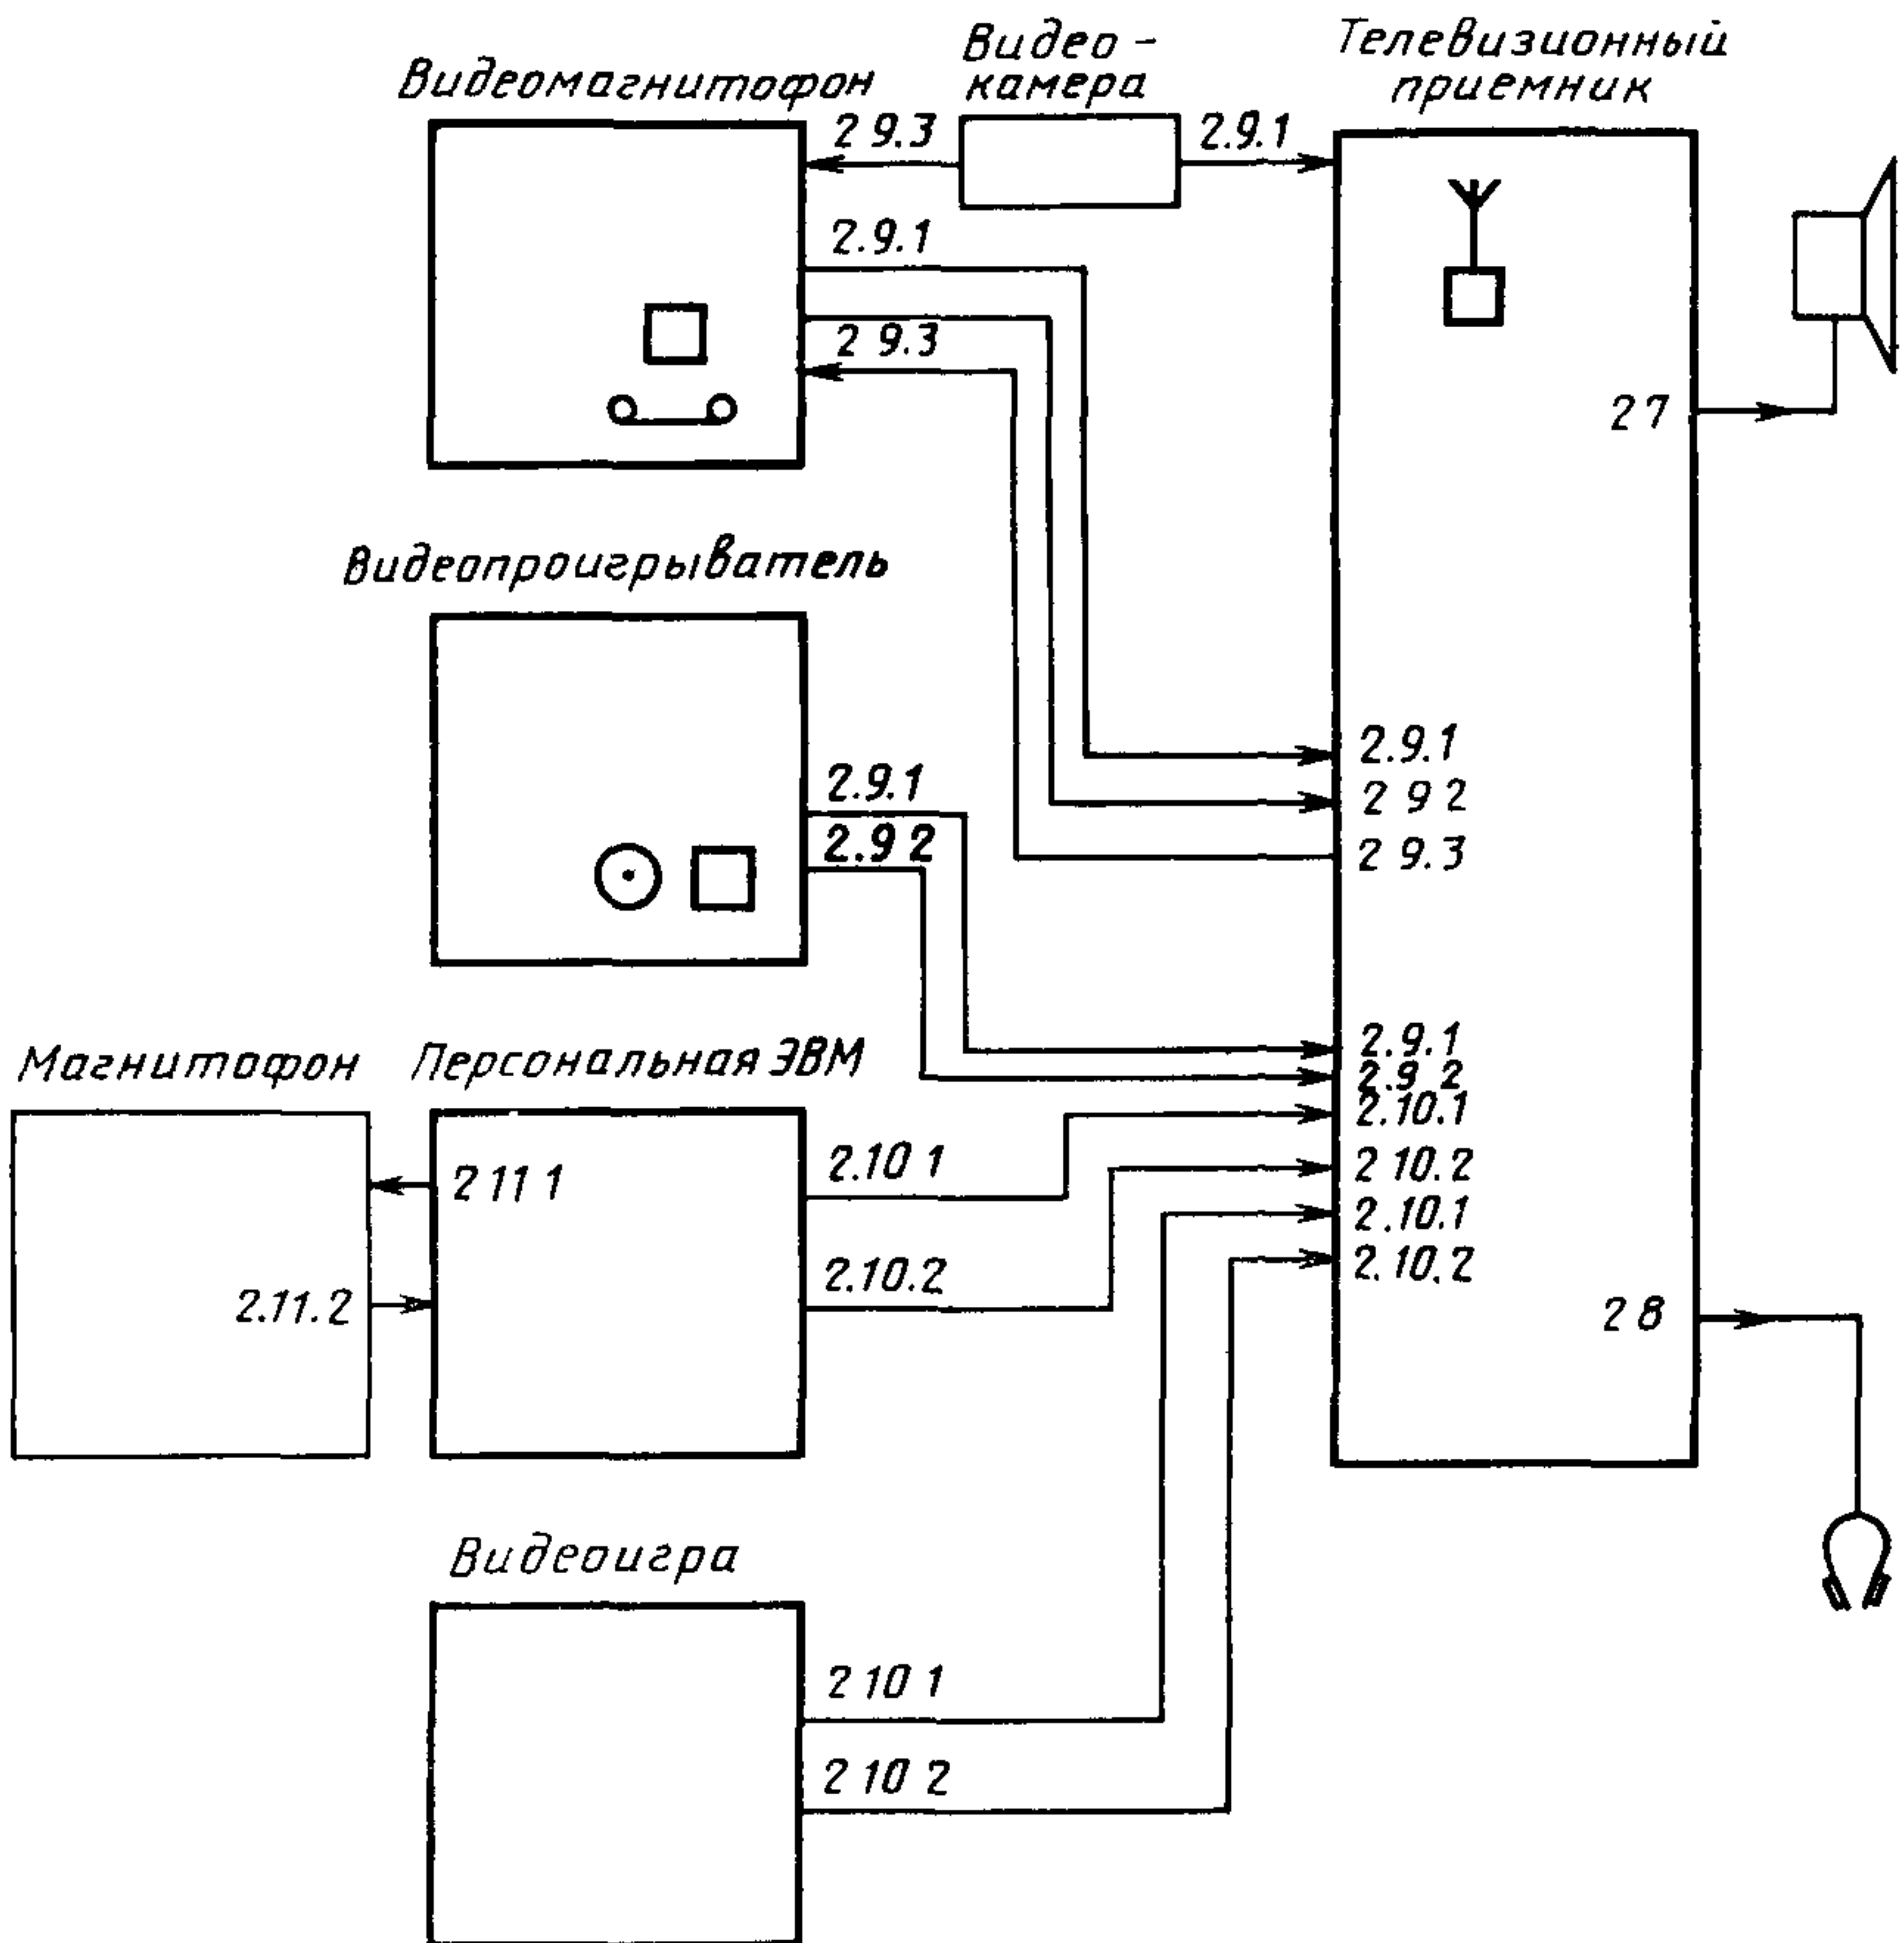 Видео-
камера
Телевизионный
приемник
Видеомагнитофон
2 9.3
2.9.1
2.9.1
2 9.3
2 7
Видеопроигрыватель
2.9.1
2 9 2
2 9.3
2.9.1
2.9 2
2.9.1
2.9 2
2.10.1
2 10.2
2.10.1
2.10.2
2 8
Магнитофон
Персональная ЭВМ
2 11 1
2.11.2
2.10 1
2.10.2
Видеоигра
2 10 1
2 10 2